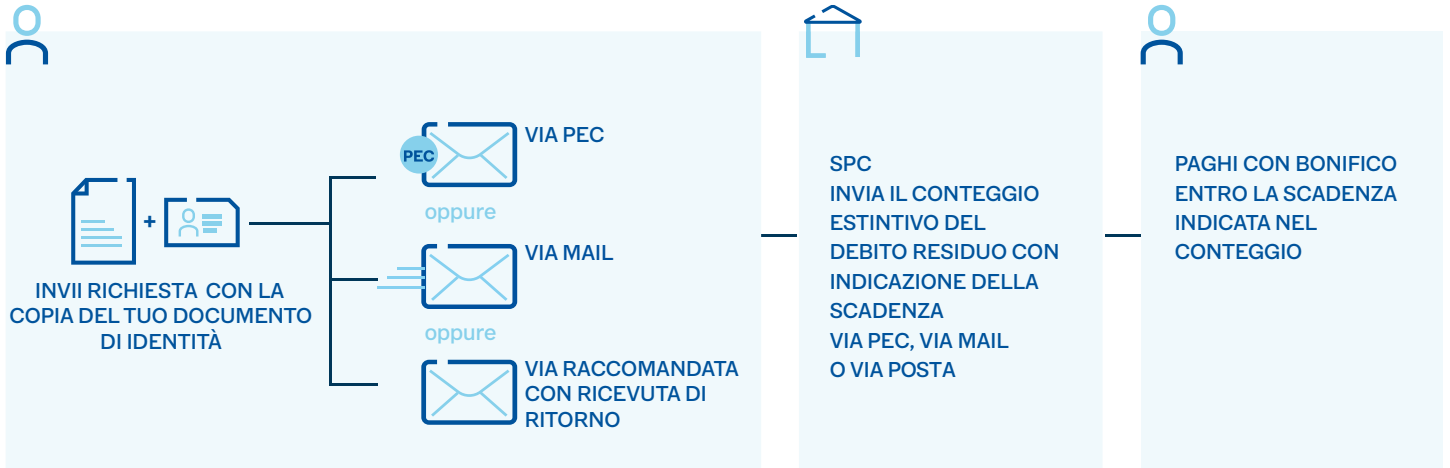 +
INVII RICHIESTA CON LA
COPIA DEL TUO DOCUMENTO
DI IDENTITÀ
PEC
VIA PEC
oppure
VIA MAIL
oppure
VIA RACCOMANDATA
CON RICEVUTA DI
RITORNO
SPC
INVIA IL CONTEGGIO
ESTINTIVO DEL
DEBITO RESIDUO CON
INDICAZIONE DELLA
SCADENZA
VIA PEC, VIA MAIL
O VIA POSTA
PAGHI CON BONIFICO
ENTRO LA SCADENZA
INDICATA NEL
CONTEGGIO